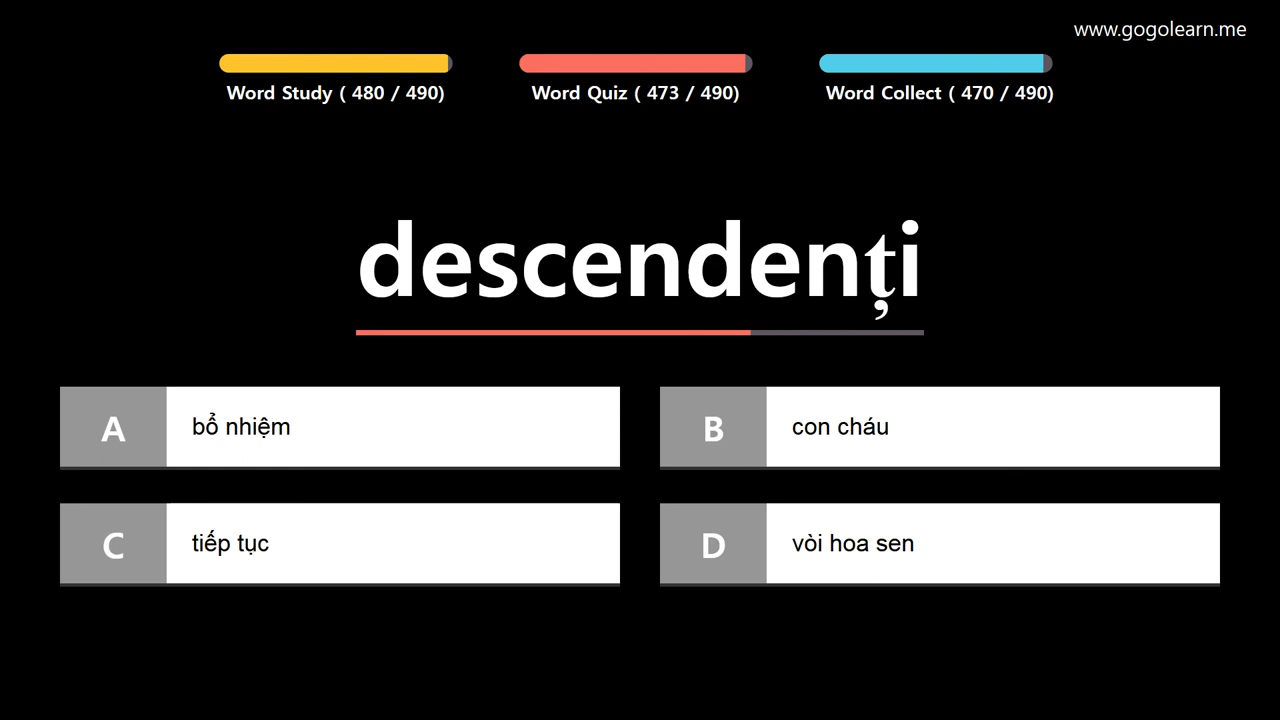 www.gogolearn.me
Word Study ( 480 / 490)
Word Quiz ( 473 / 490)
Word Collect ( 470 / 490)
descendenți
A bổ nhiệm
B con cháu
C tiếp tục
D vòi hoa sen